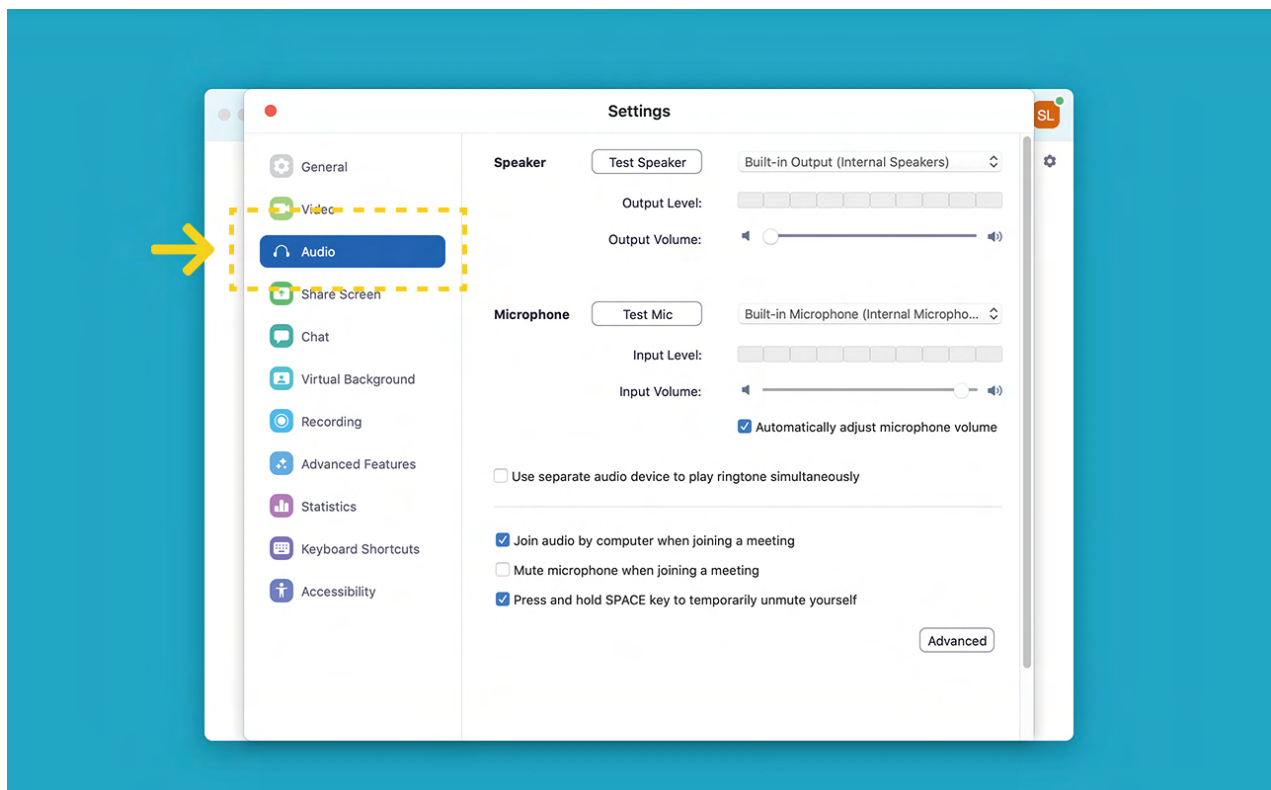 Settings
SL
General
Video
Audio
Share Screen
Chat
Virtual Background
Recording
Advanced Features
Statistics
Keyboard Shortcuts
Accessibility
Speaker Test Speaker Built-in Output (Internal Speakers)
Output Level:
Output Volume:
Microphone Test Mic Built-in Microphone (Internal Micropho...
Input Level:
Input Volume:
Automatically adjust microphone volume
Use separate audio device to play ringtone simultaneously
Join audio by computer when joining a meeting
Mute microphone when joining a meeting
Press and hold SPACE key to temporarily unmute yourself
Advanced